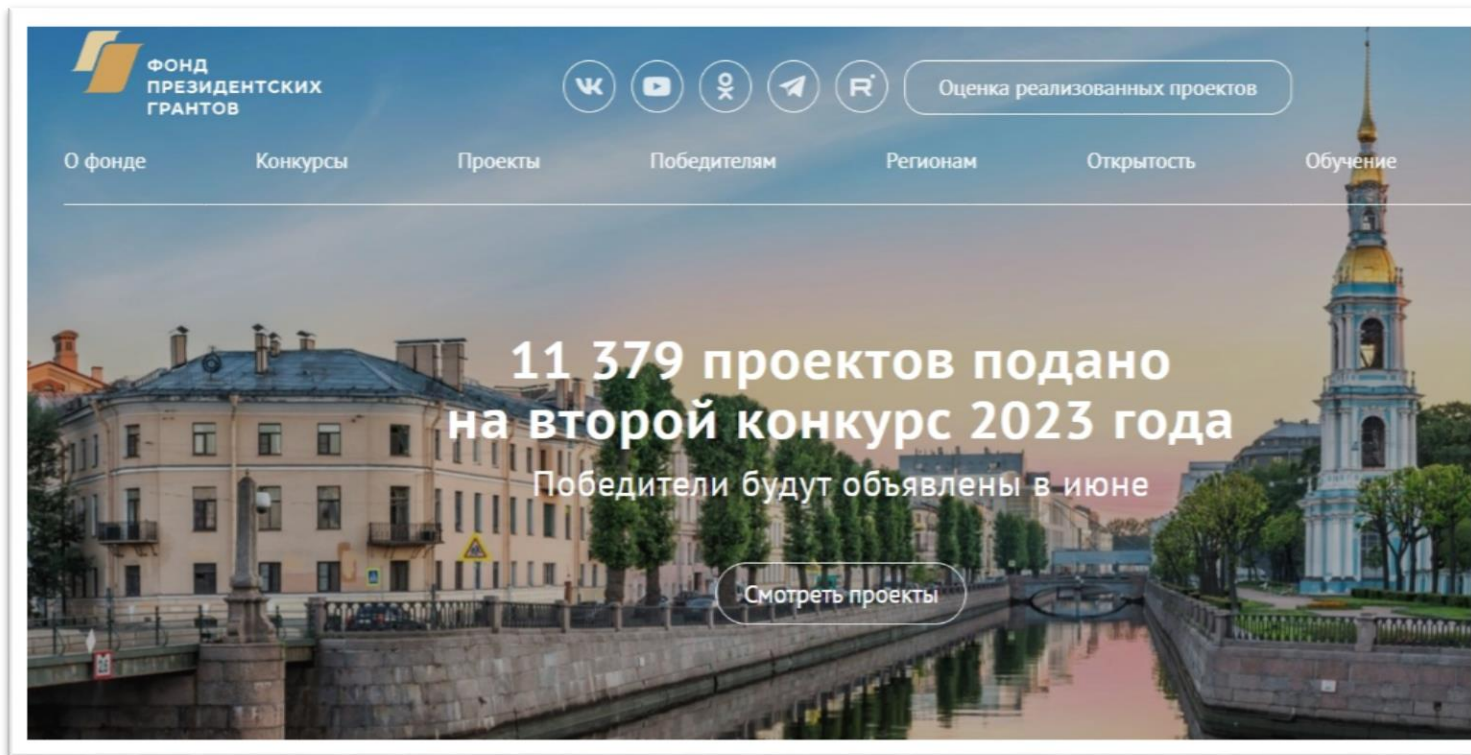 ФОНД
ПРЕЗИДЕНТСКИХ
ГРАНТОВ
Оценка реализованных проектов
О фонде
Конкурсы
Проекты
Победителям
Регионам
Открытость
Обучение
11 379 проектов подано
на второй конкурс 2023 года
Победители будут объявлены в июне
Смотреть проекты